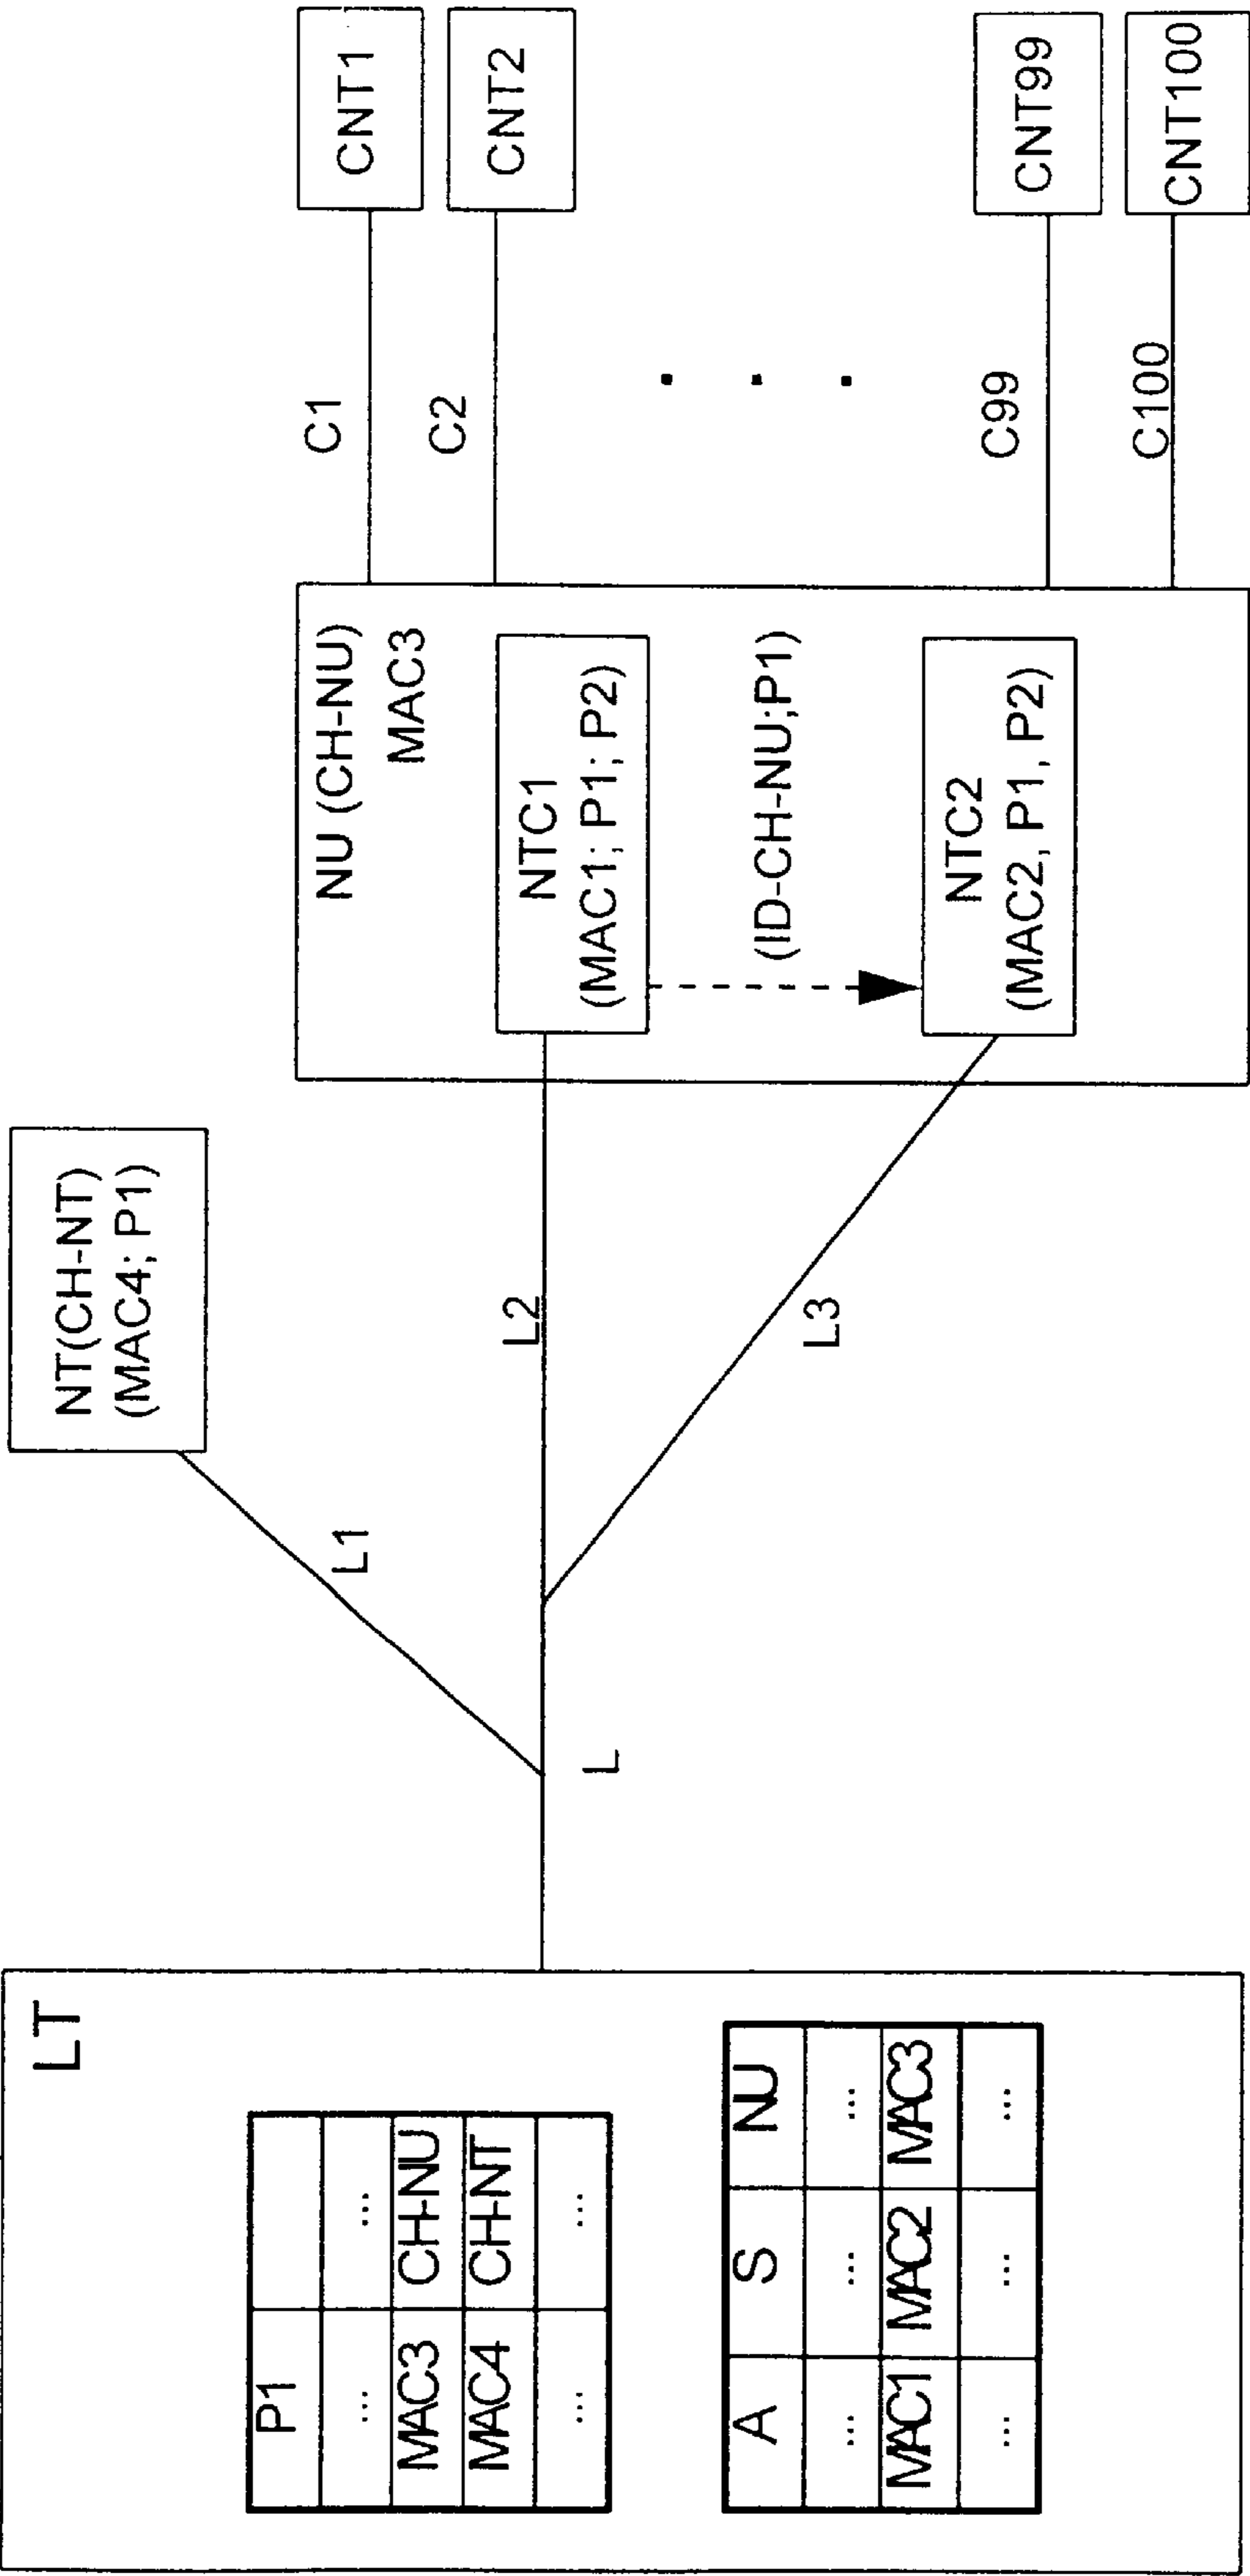 LT
P1
... ...
MAC3 CH-NU
MAC4 CH-NT
... ...
A S NU
... ... ...
MAC1 MAC2 MAC3
... ... ...
L
L1
L2
L3
NT(CH-NT)
(MAC4; P1)
NU (CH-NU)
MAC3
NTC1
(MAC1; P1; P2)
(ID-CH-NU;P1)
NTC2
(MAC2, P1, P2)
C1
C2
C99
C100
CNT1
CNT2
CNT99
CNT100